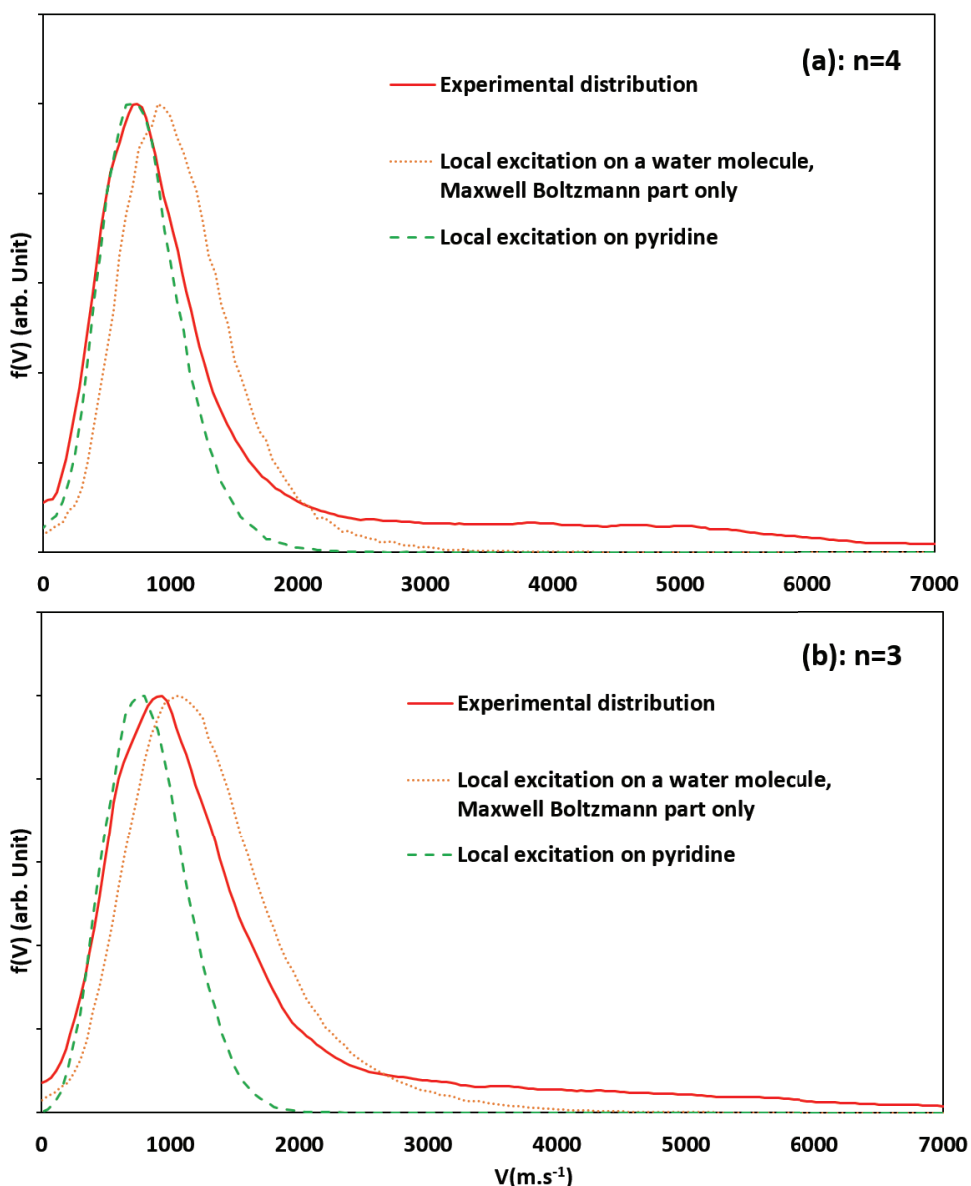 (a): n=4
Experimental distribution
Local excitation on a water molecule,
Maxwell Boltzmann part only
Local excitation on pyridine
f(V) (arb. Unit)
0 1000 2000 3000 4000 5000 6000 7000
(b): n=3
Experimental distribution
Local excitation on a water molecule,
Maxwell Boltzmann part only
Local excitation on pyridine
f(V) (arb. Unit)
0 1000 2000 3000 4000 5000 6000 7000
V(m.s⁻¹)